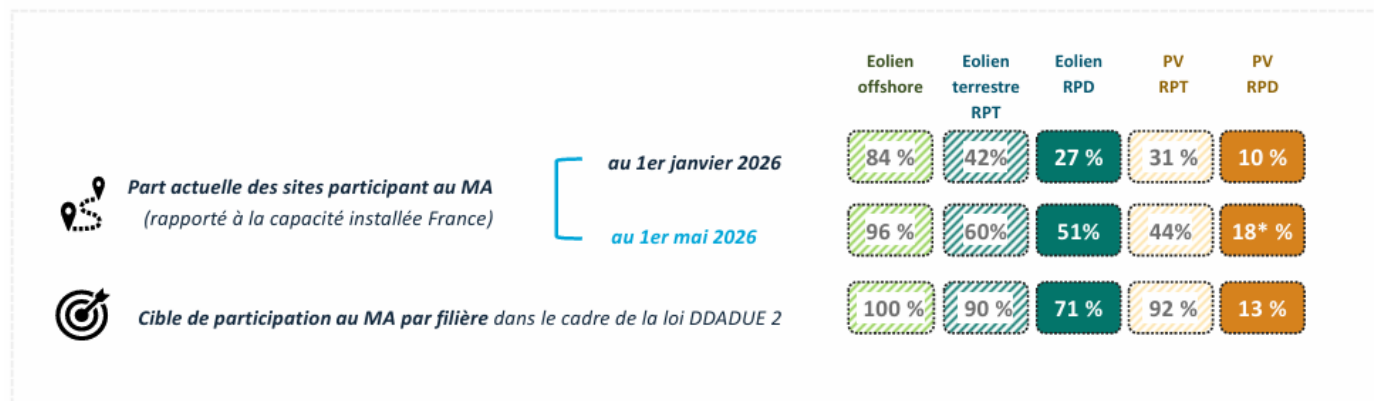 Eolien offshore
Eolien terrestre RPT
Eolien RPD
PV RPT
PV RPD
Part actuelle des sites participant au MA
(rapporté à la capacité installée France)
au 1er janvier 2026
84 % 42% 27 % 31 % 10 %
au 1er mai 2026
96 % 60% 51% 44% 18* %
Cible de participation au MA par filière dans le cadre de la loi DDADUE 2
100 % 90 % 71 % 92 % 13 %